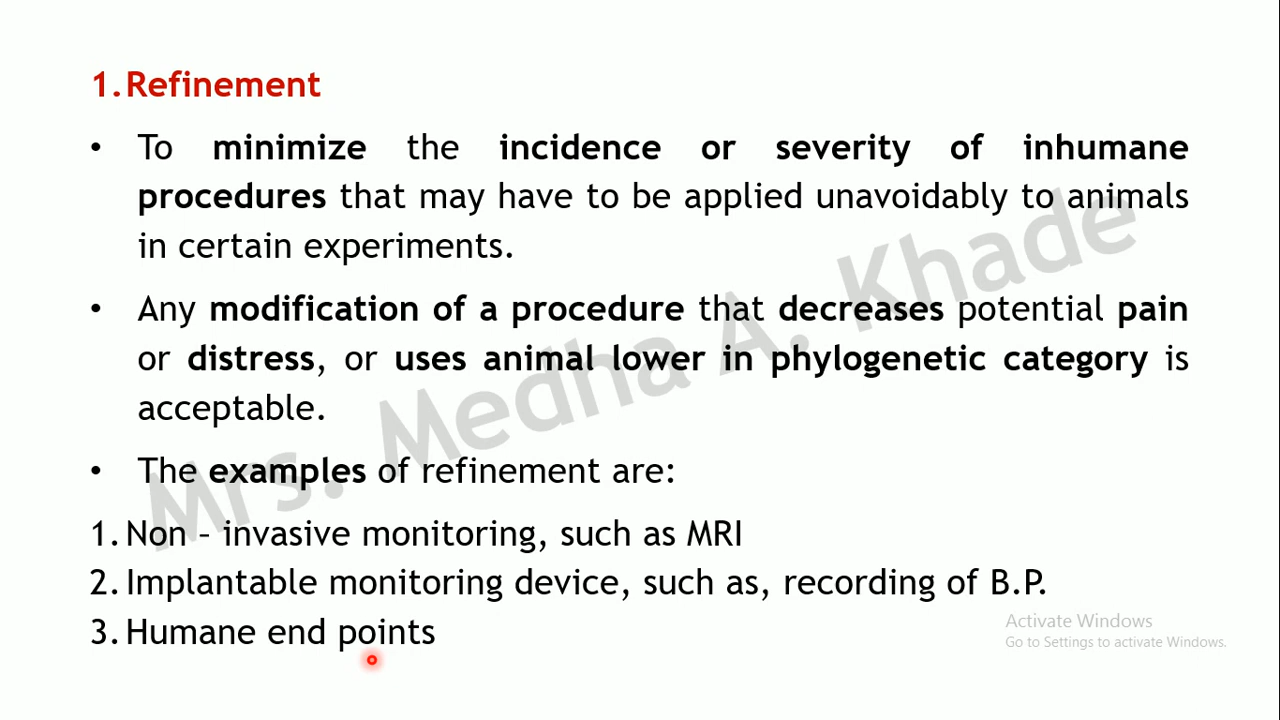 1. Refinement
• To minimize the incidence or severity of inhumane
procedures that may have to be applied unavoidably to animals
in certain experiments.
• Any modification of a procedure that decreases potential pain
or distress, or uses animal lower in phylogenetic category is
acceptable.
• The examples of refinement are:
1. Non – invasive monitoring, such as MRI
2. Implantable monitoring device, such as, recording of B.P.
3. Humane end points
Mrs. Medha A. Khade
Activate Windows
Go to Settings to activate Windows.